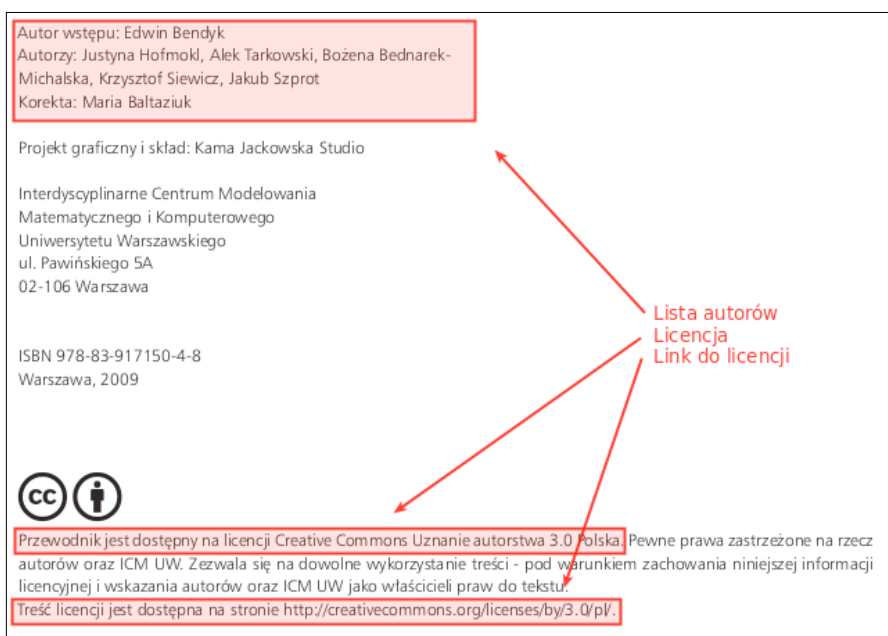 Autor wstępu: Edwin Bendyk
Autorzy: Justyna Hofmokl, Alek Tarkowski, Bożena Bednarek-
Michalska, Krzysztof Siewicz, Jakub Szprot
Korekta: Maria Baltaziuk
Projekt graficzny i skład: Kama Jackowska Studio
Interdyscyplinarne Centrum Modelowania
Matematycznego i Komputerowego
Uniwersytetu Warszawskiego
ul. Pawińskiego 5A
02-106 Warszawa
Lista autorów
Licencja
Link do licencji
ISBN 978-83-917150-4-8
Warszawa, 2009
cc
Przewodnik jest dostępny na licencji Creative Commons Uznanie autorstwa 3.0 Polska. Pewne prawa zastrzeżone na rzecz
autorów oraz ICM UW. Zezwala się na dowolne wykorzystanie treści - pod warunkiem zachowania niniejszej informacji
licencyjnej i wskazania autorów oraz ICM UW jako właścicieli praw do tekstu.
Treść licencji jest dostępna na stronie http://creativecommons.org/licenses/by/3.0/pl/.